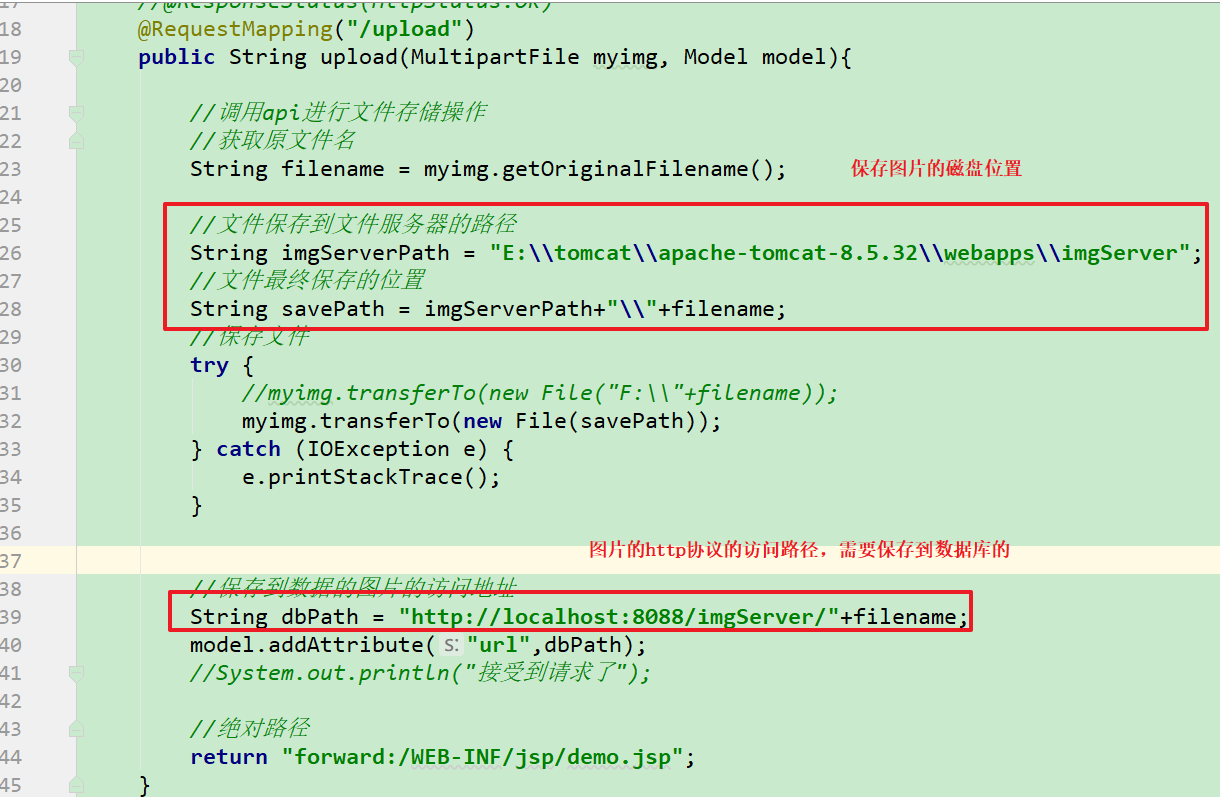 17 //@ResponseStatus(HttpStatus.OK)
18 @RequestMapping("/upload")
19 public String upload(MultipartFile myimg, Model model){
20
21 //调用api进行文件存储操作
22 //获取原文件名
23 String filename = myimg.getOriginalFilename(); 保存图片的磁盘位置
24
25 //文件保存到文件服务器的路径
26 String imgServerPath = "E:\\tomcat\\apache-tomcat-8.5.32\\webapps\\imgServer";
27 //文件最终保存的位置
28 String savePath = imgServerPath+"\\"+filename;
29 //保存文件
30 try {
31 //myimg.transferTo(new File("F:\\"+filename));
32 myimg.transferTo(new File(savePath));
33 } catch (IOException e) {
34 e.printStackTrace();
35 }
36
图片的http协议的访问路径，需要保存到数据库的
37
38 //保存到数据的图片的访问地址
39 String dbPath = "http://localhost:8088/imgServer/"+filename;
40 model.addAttribute( s: "url",dbPath);
41 //System.out.println("接受到请求了");
42
43 //绝对路径
44 return "forward:/WEB-INF/jsp/demo.jsp";
45 }